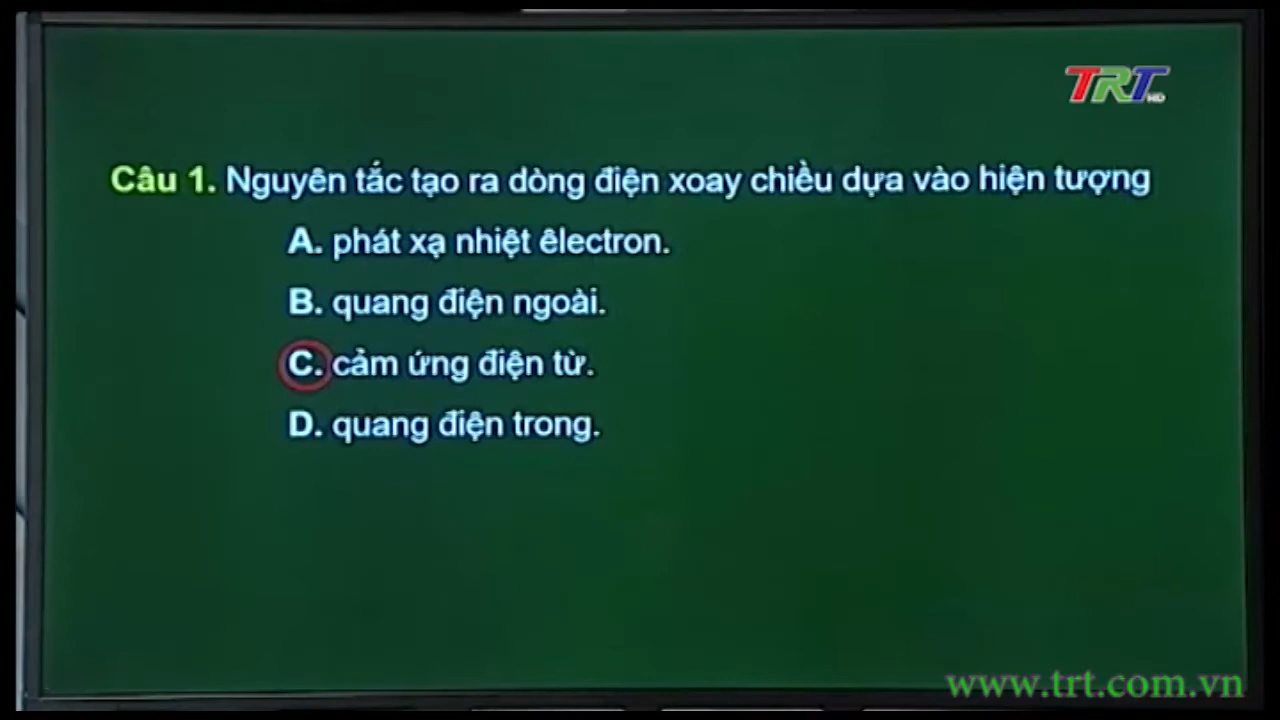 TRT HD
Câu 1. Nguyên tắc tạo ra dòng điện xoay chiều dựa vào hiện tượng
A. phát xạ nhiệt êlectron.
B. quang điện ngoài.
C. cảm ứng điện từ.
D. quang điện trong.
www.trt.com.vn